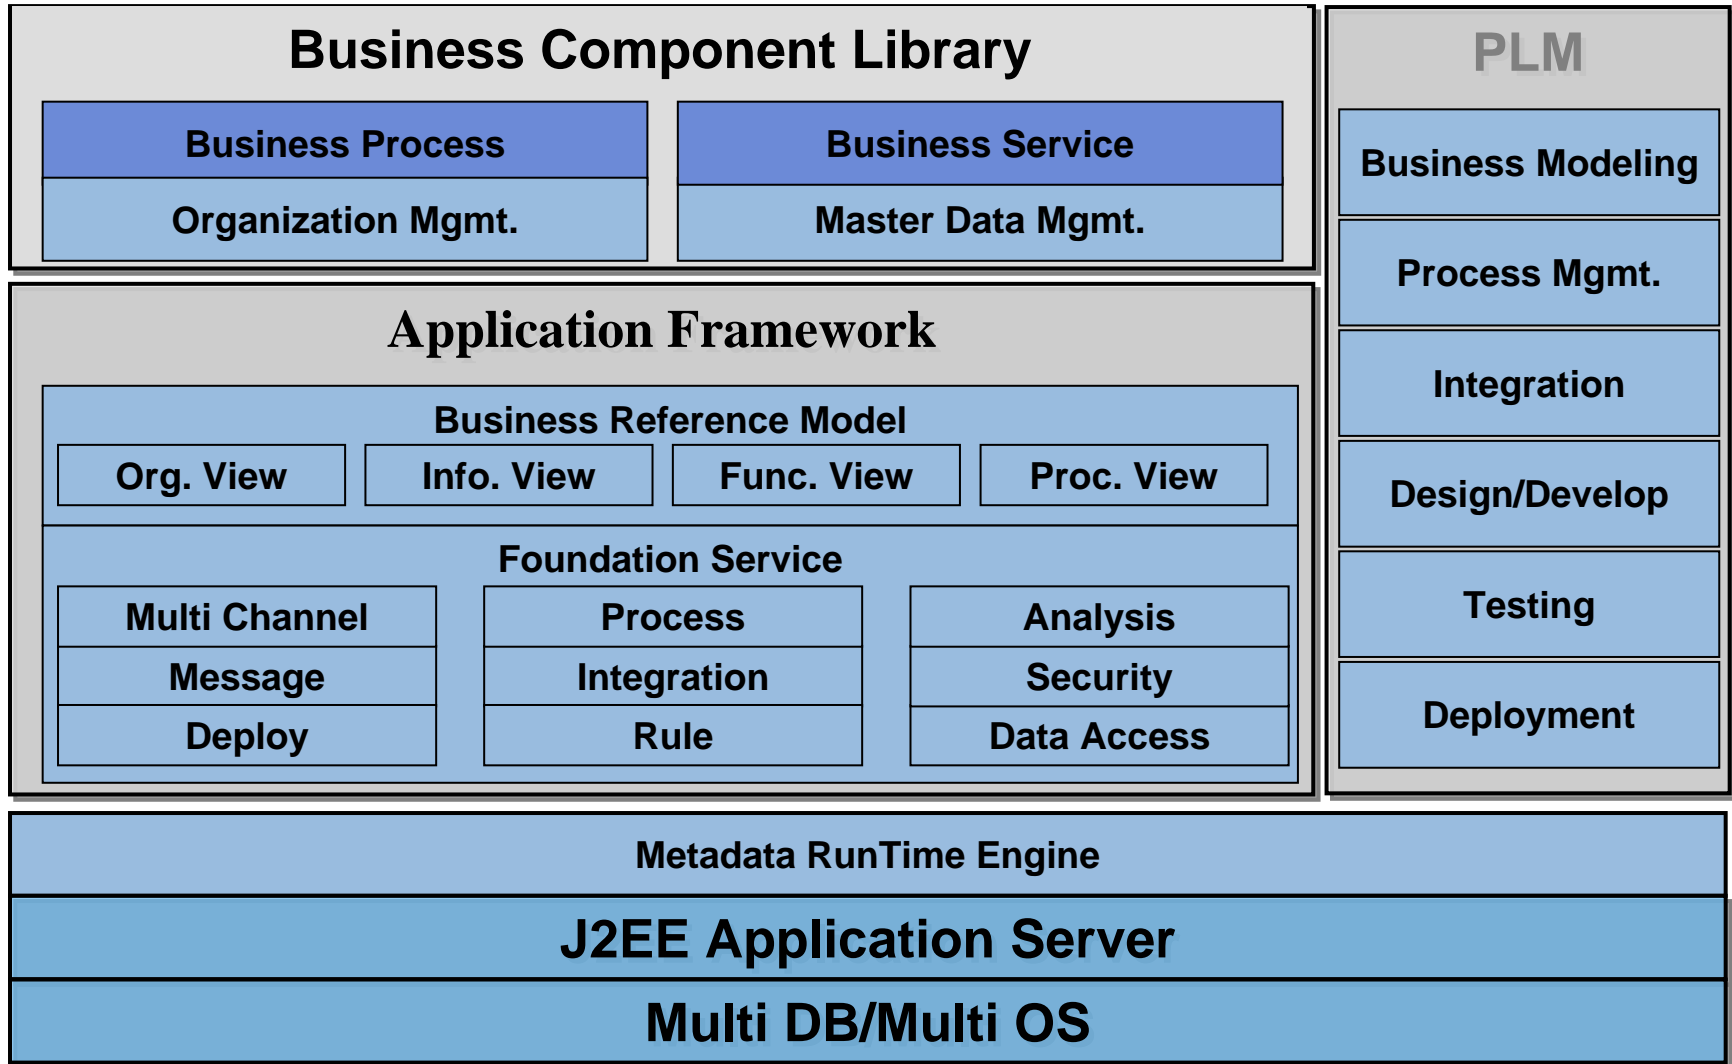 Business Component Library
Business Process
Business Service
Organization Mgmt.
Master Data Mgmt.
Application Framework
Business Reference Model
Org. View
Info. View
Func. View
Proc. View
Foundation Service
Multi Channel
Process
Analysis
Message
Integration
Security
Deploy
Rule
Data Access
PLM
Business Modeling
Process Mgmt.
Integration
Design/Develop
Testing
Deployment
Metadata RunTime Engine
J2EE Application Server
Multi DB/Multi OS